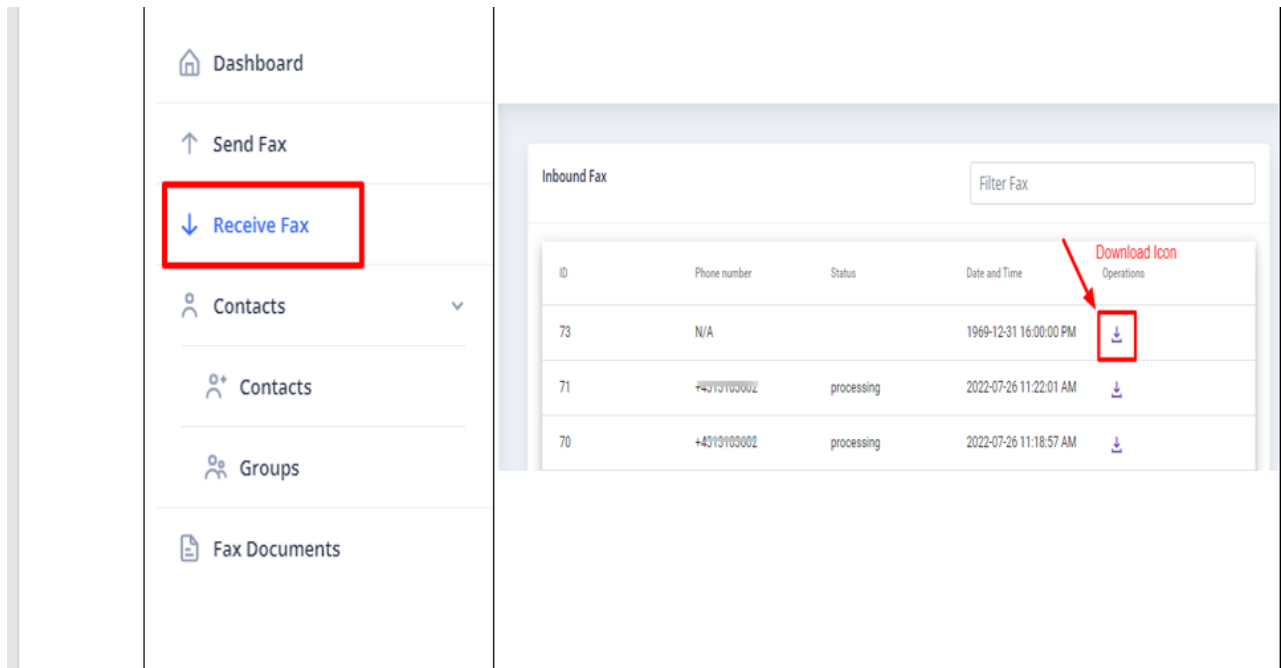 Dashboard
Send Fax
Receive Fax
Contacts
Contacts
Groups
Fax Documents
Inbound Fax
Filter Fax
Download Icon
ID Phone number Status Date and Time Operations
73 N/A 1969-12-31 16:00:00 PM
71 processing 2022-07-26 11:22:01 AM
70 processing 2022-07-26 11:18:57 AM